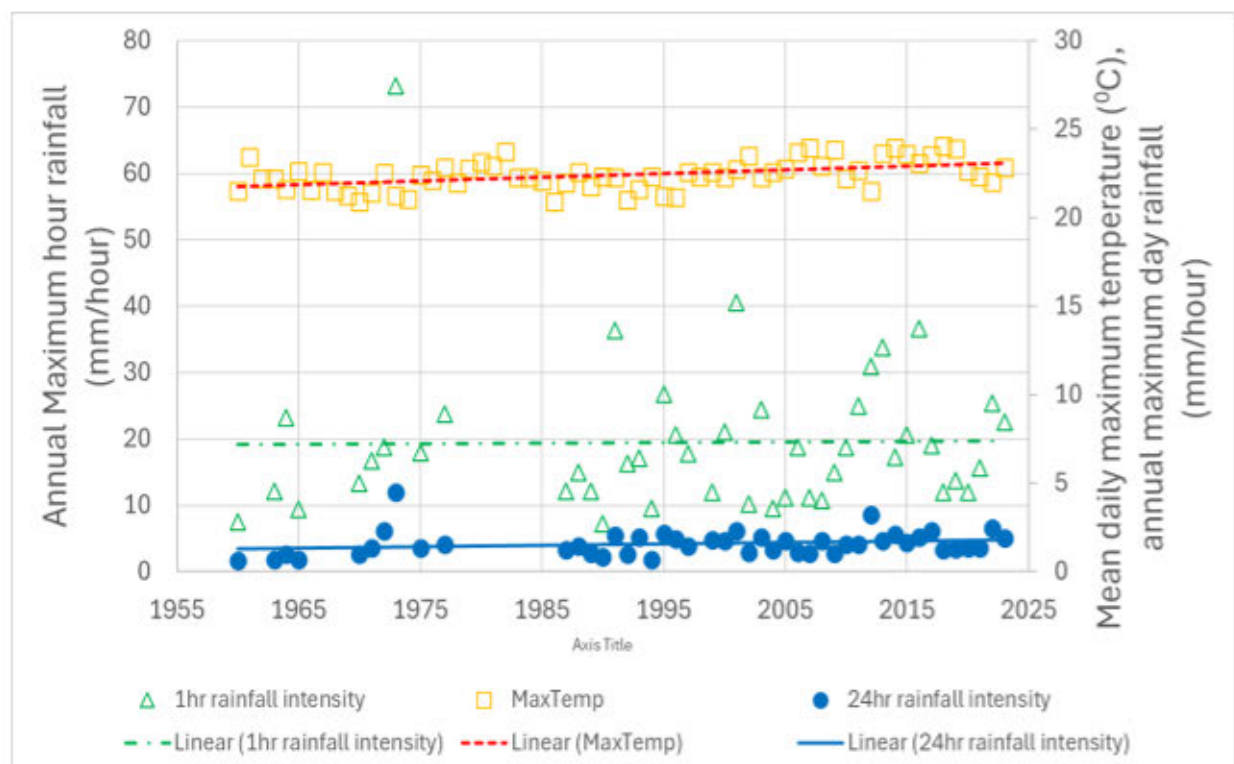 Annual Maximum hour rainfall
(mm/hour)
80
70
60
50
40
30
20
10
0
30
25
20
15
10
5
0
Mean daily maximum temperature (⁰C),
annual maximum day rainfall
(mm/hour)
1955 1965 1975 1985 1995 2005 2015 2025
Axis Title
1hr rainfall intensity MaxTemp 24hr rainfall intensity
Linear (1hr rainfall intensity) Linear (MaxTemp) Linear (24hr rainfall intensity)